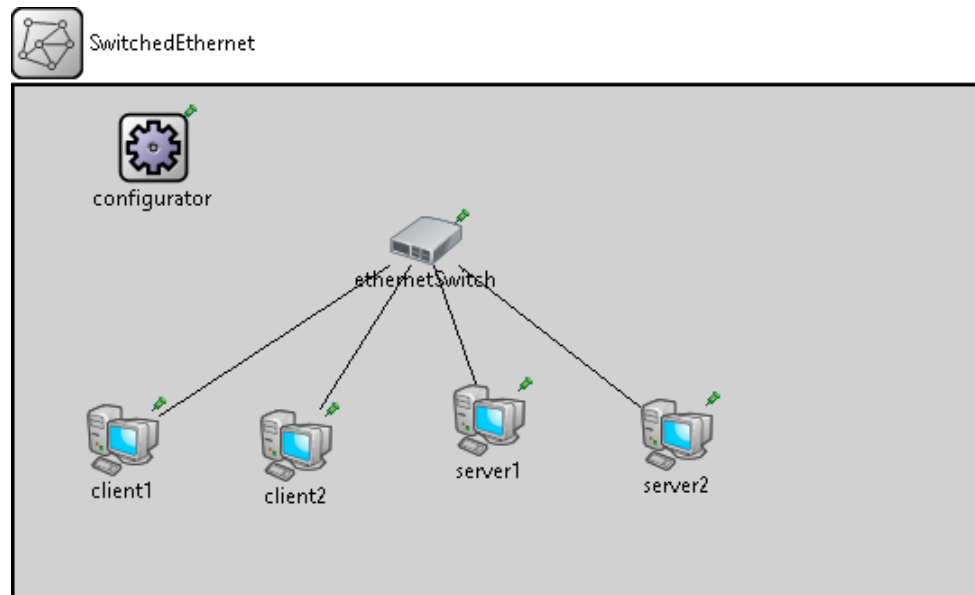 SwitchedEthernet
configurator
ethernetSwitch
client1
client2
server1
server2